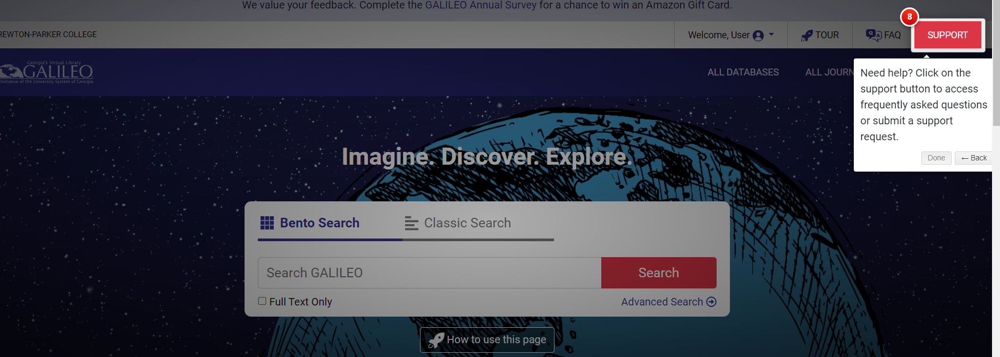 We value your feedback. Complete the GALILEO Annual Survey for a chance to win an Amazon Gift Card.
REWTON-PARKER COLLEGE
Welcome, User
TOUR
FAQ
8
SUPPORT
Georgia's Virtual Library
GALILEO
Initiative of the University System of Georgia
ALL DATABASES
ALL JOURN
Need help? Click on the
support button to access
frequently asked questions
or submit a support
request.
Done
← Back
Imagine. Discover. Explore.
Bento Search
Classic Search
Search GALILEO
Search
Full Text Only
Advanced Search
How to use this page